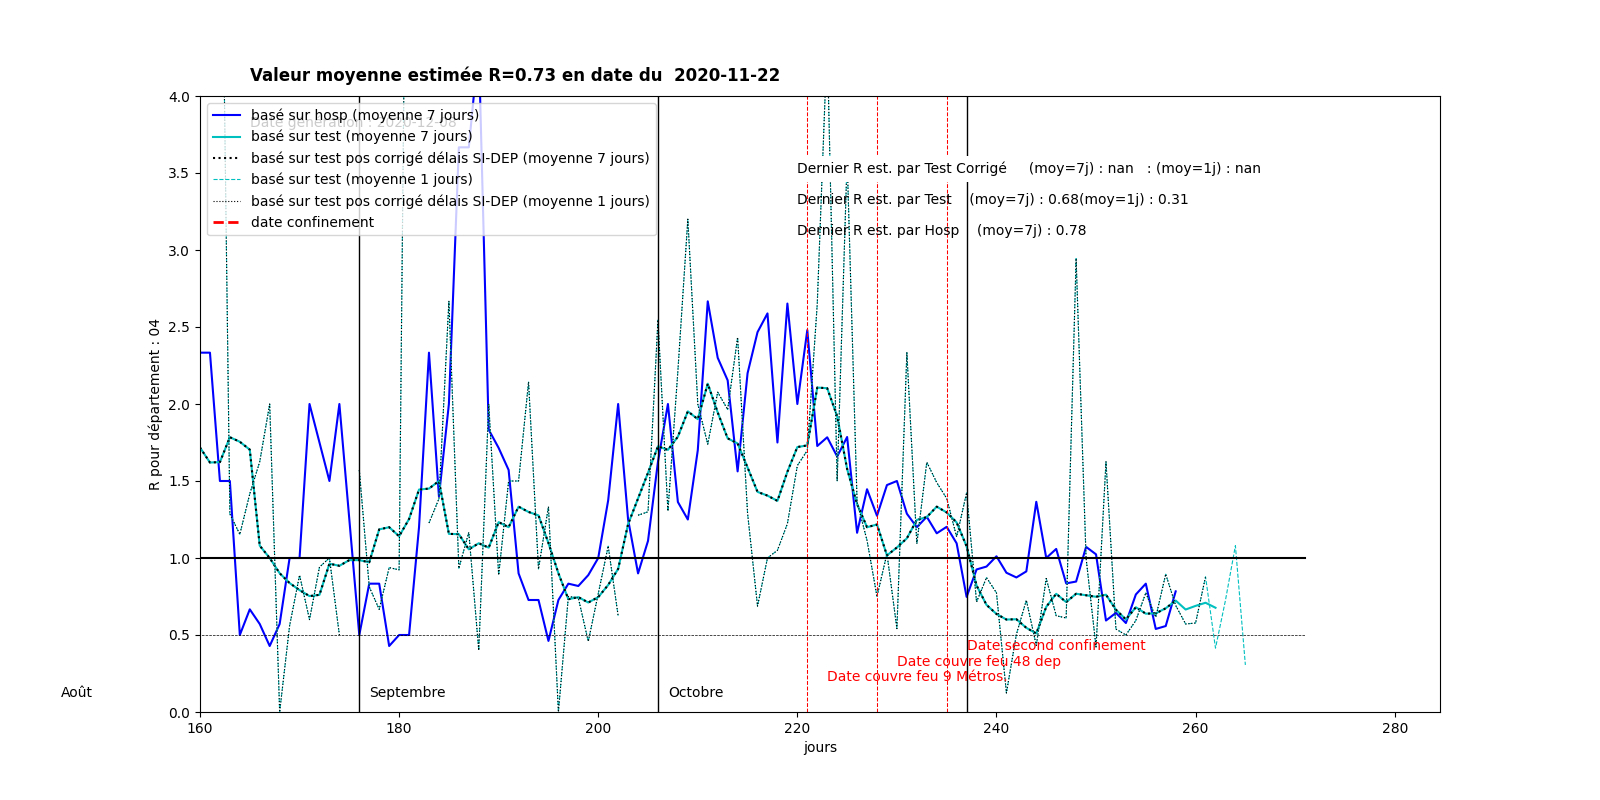 Valeur moyenne estimée R=0.73 en date du  2020-11-22
Date génération : 2020-12-08
basé sur hosp (moyenne 7 jours)
basé sur test (moyenne 7 jours)
basé sur test pos corrigé délais SI-DEP (moyenne 7 jours)
basé sur test (moyenne 1 jours)
basé sur test pos corrigé délais SI-DEP (moyenne 1 jours)
date confinement
Dernier R est. par Test Corrigé     (moy=7j) : nan   : (moy=1j) : nan
Dernier R est. par Test    (moy=7j) : 0.68(moy=1j) : 0.31
Dernier R est. par Hosp    (moy=7j) : 0.78
4.0
3.5
3.0
2.5
2.0
1.5
1.0
0.5
0.0
R pour département : 04
Date second confinement
Date couvre feu 48 dep
Date couvre feu 9 Métros
Août
Septembre
Octobre
160 180 200 220 240 260 280
jours